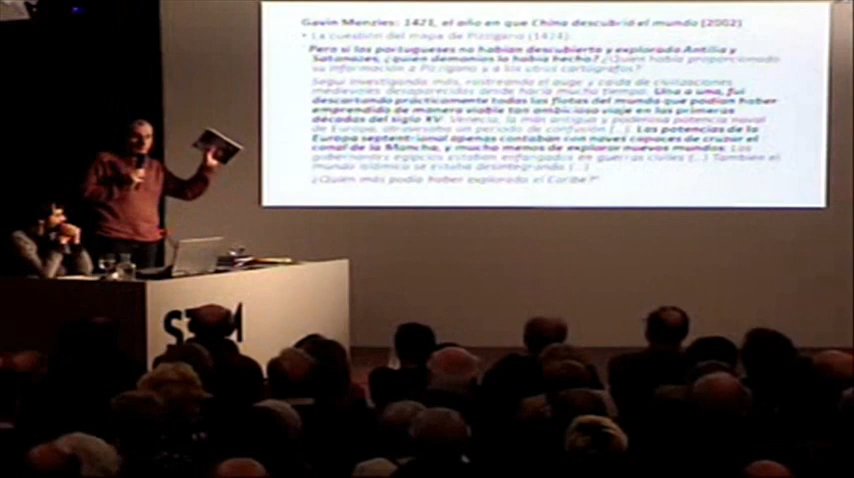 Gavin Menzies: 1421, el año en que China descubrió el mundo (2002)
• La cuestión del mapa de Pizzigano (1424):
Pero si los portugueses no habían descubierto y explorado Antilia y
Satanazes, ¿quien demonios lo había hecho? ¿Quien había proporcionado
su información a Pizzigano y a los otros cartógrafos?
Seguí investigando más, rastreando el auge y caída de civilizaciones
medievales desaparecidas desde hacía mucho tiempo. Una a una, fui
descartando prácticamente todas las flotas del mundo que podían haber
emprendido de manera viable tan ambicioso viaje en las primeras
décadas del siglo XV. Venecia, la más antigua y poderosa potencia naval
de Europa, atravesaba un período de confusión [...]. Las potencias de la
Europa septentrional apenas contaban con naves capaces de cruzar el
canal de la Mancha, y mucho menos de explorar nuevos mundos. Los
gobernantes egipcios estaban enfangados en guerras civiles (...) También el
mundo islámico se estaba desintegrando (...)
¿Quién más podía haber explorado el Caribe?"